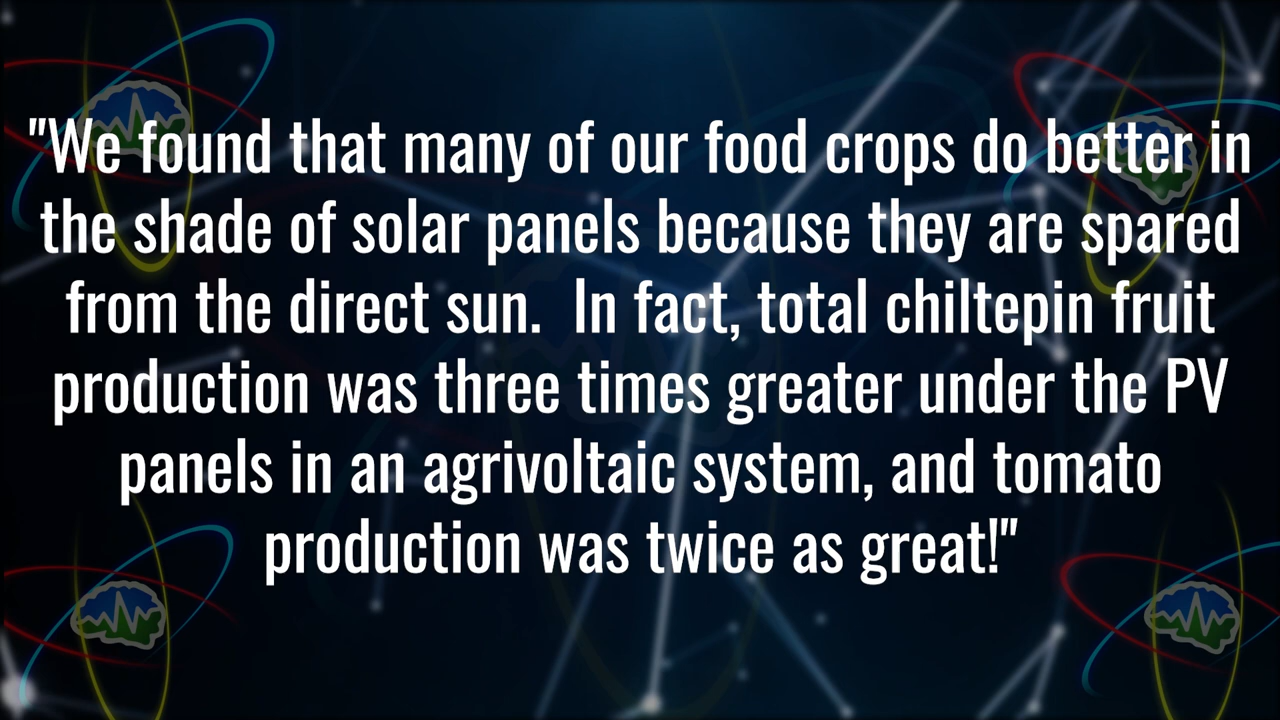 "We found that many of our food crops do better in
the shade of solar panels because they are spared
from the direct sun.  In fact, total chiltepin fruit
production was three times greater under the PV
panels in an agrivoltaic system, and tomato
production was twice as great!"